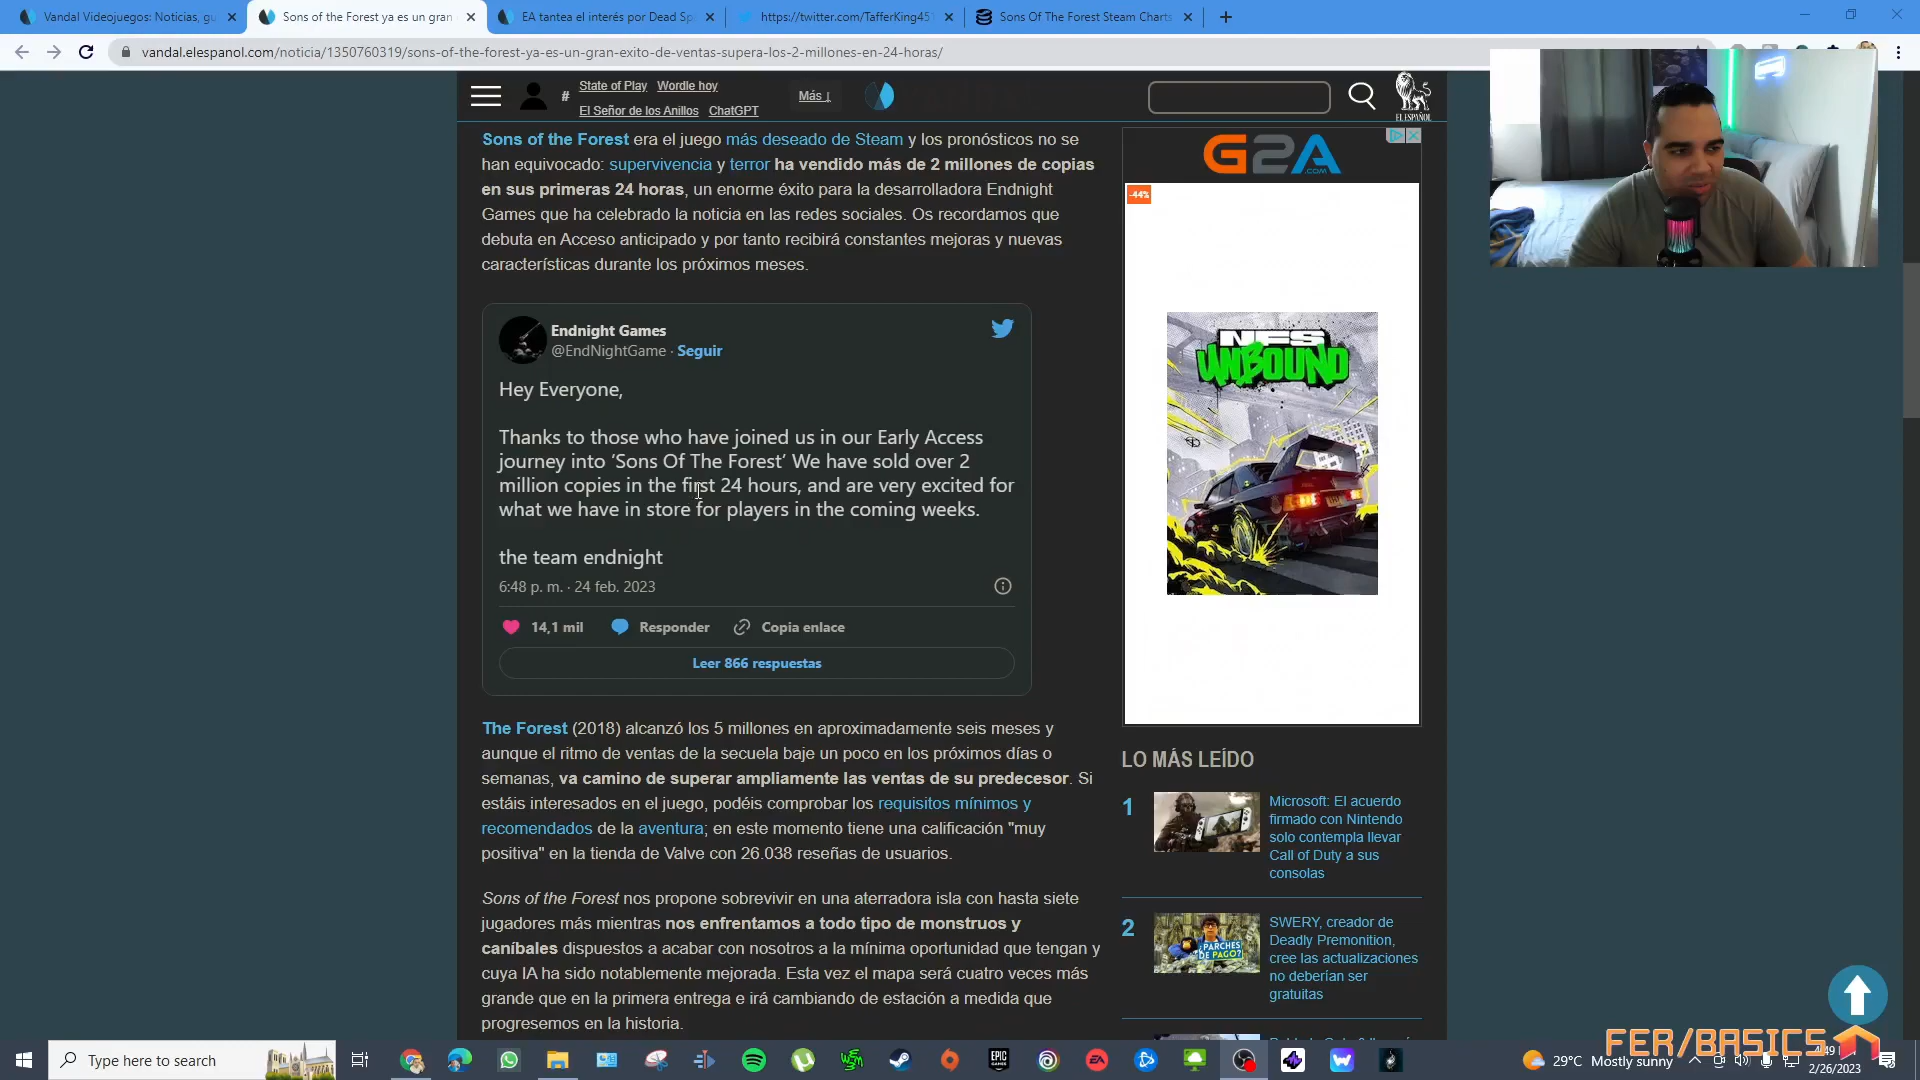 Vandal Videojuegos: Noticias, gu
Sons of the Forest ya es un gran
EA tantea el interés por Dead Sp
https://twitter.com/TafferKing451
Sons Of The Forest Steam Charts
vandal.elespanol.com/noticia/1350760319/sons-of-the-forest-ya-es-un-gran-exito-de-ventas-supera-los-2-millones-en-24-horas/
#
State of Play Wordle hoy
El Señor de los Anillos ChatGPT
Más ↓
EL ESPAÑOL
Sons of the Forest era el juego más deseado de Steam y los pronósticos no se
han equivocado: supervivencia y terror ha vendido más de 2 millones de copias
en sus primeras 24 horas, un enorme éxito para la desarrolladora Endnight
Games que ha celebrado la noticia en las redes sociales. Os recordamos que
debuta en Acceso anticipado y por tanto recibirá constantes mejoras y nuevas
características durante los próximos meses.
Endnight Games
@EndNightGame · Seguir
Hey Everyone,
Thanks to those who have joined us in our Early Access
journey into ‘Sons Of The Forest’ We have sold over 2
million copies in the first 24 hours, and are very excited for
what we have in store for players in the coming weeks.
the team endnight
6:48 p. m. · 24 feb. 2023
14,1 mil Responder Copia enlace
Leer 866 respuestas
The Forest (2018) alcanzó los 5 millones en aproximadamente seis meses y
aunque el ritmo de ventas de la secuela baje un poco en los próximos días o
semanas, va camino de superar ampliamente las ventas de su predecesor. Si
estáis interesados en el juego, podéis comprobar los requisitos mínimos y
recomendados de la aventura; en este momento tiene una calificación "muy
positiva" en la tienda de Valve con 26.038 reseñas de usuarios.
Sons of the Forest nos propone sobrevivir en una aterradora isla con hasta siete
jugadores más mientras nos enfrentamos a todo tipo de monstruos y
caníbales dispuestos a acabar con nosotros a la mínima oportunidad que tengan y
cuya IA ha sido notablemente mejorada. Esta vez el mapa será cuatro veces más
grande que en la primera entrega e irá cambiando de estación a medida que
progresemos en la historia.
G2A
.COM
-44%
NFS
UNBOUND
LO MÁS LEÍDO
1
Microsoft: El acuerdo
firmado con Nintendo
solo contempla llevar
Call of Duty a sus
consolas
2
¿PARCHES
DE PAGO?
SWERY, creador de
Deadly Premonition,
cree las actualizaciones
no deberían ser
gratuitas
FER/BASICS
Type here to search
EPIC
GAMES
EA
29°C Mostly sunny
2/26/2023